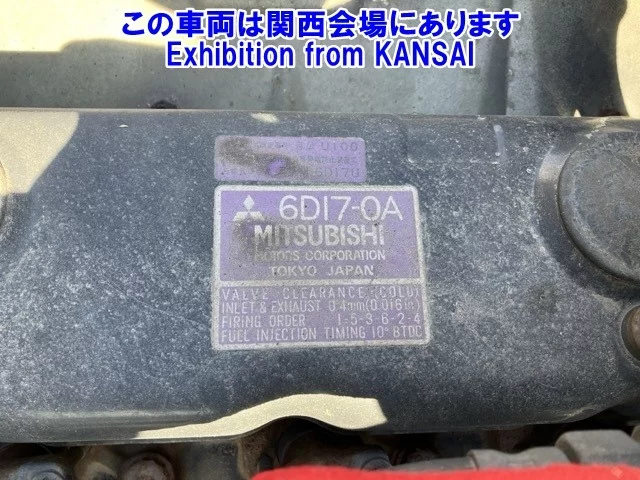 この車両は関西会場にあります
Exhibition from KANSAI
6D17-0A
MITSUBISHI
MOTORS CORPORATION
TOKYO JAPAN
VALVE CLEARANCE (COLD)
INLET & EXHAUST 0.4mm(0.016in)
FIRING ORDER 1-5-3-6-2-4
FUEL INJECTION TIMING 10° BTDC